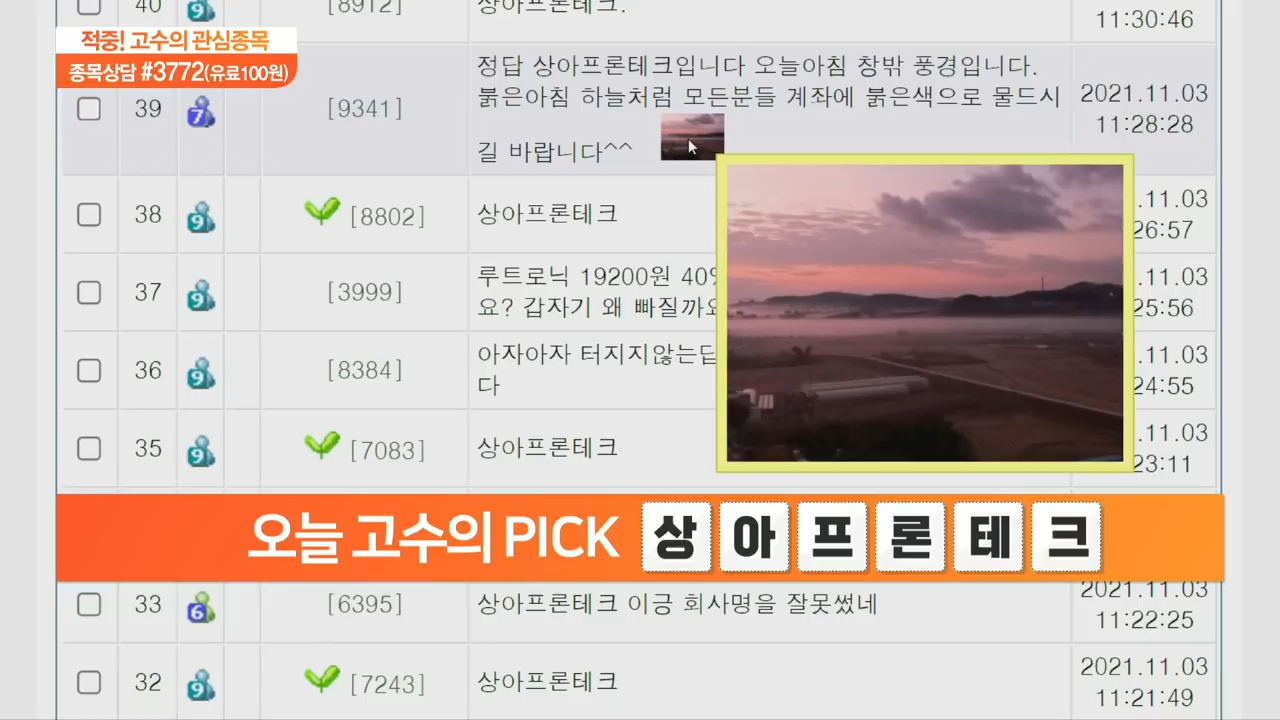 적중! 고수의 관심종목
종목상담 #3772(유료100원)
40 9 [8912] 상아프론테크.
11:30:46
39 7 [9341] 정답 상아프론테크입니다 오늘아침 창밖 풍경입니다.
붉은아침 하늘처럼 모든분들 계좌에 붉은색으로 물드시
길 바랍니다^^
2021.11.03
11:28:28
38 9 [8802] 상아프론테크
.11.03
26:57
37 9 [3999] 루트로닉 19200원 40%
요? 갑자기 왜 빠질까요
.11.03
25:56
36 9 [8384] 아자아자 터지지않는답
다
.11.03
24:55
35 9 [7083] 상아프론테크
.11.03
23:11
오늘 고수의 PICK 상아프론테크
33 6 [6395] 상아프론테크 이긍 회사명을 잘못썼네
2021.11.03
11:22:25
32 9 [7243] 상아프론테크
2021.11.03
11:21:49